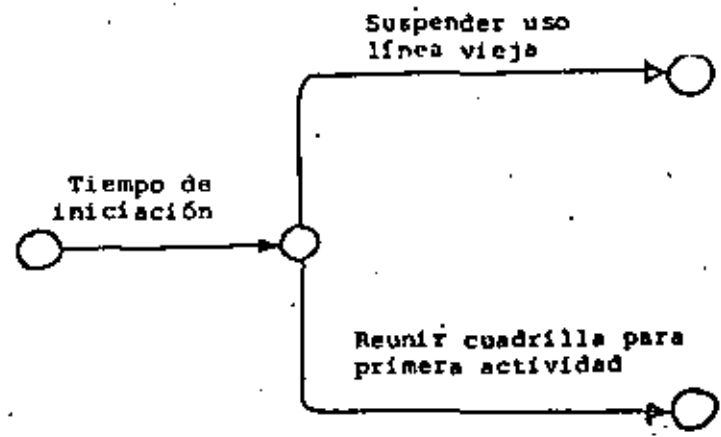 Suspender uso
línea vieja
Tiempo de
iniciación
Reunir cuadrilla para
primera actividad